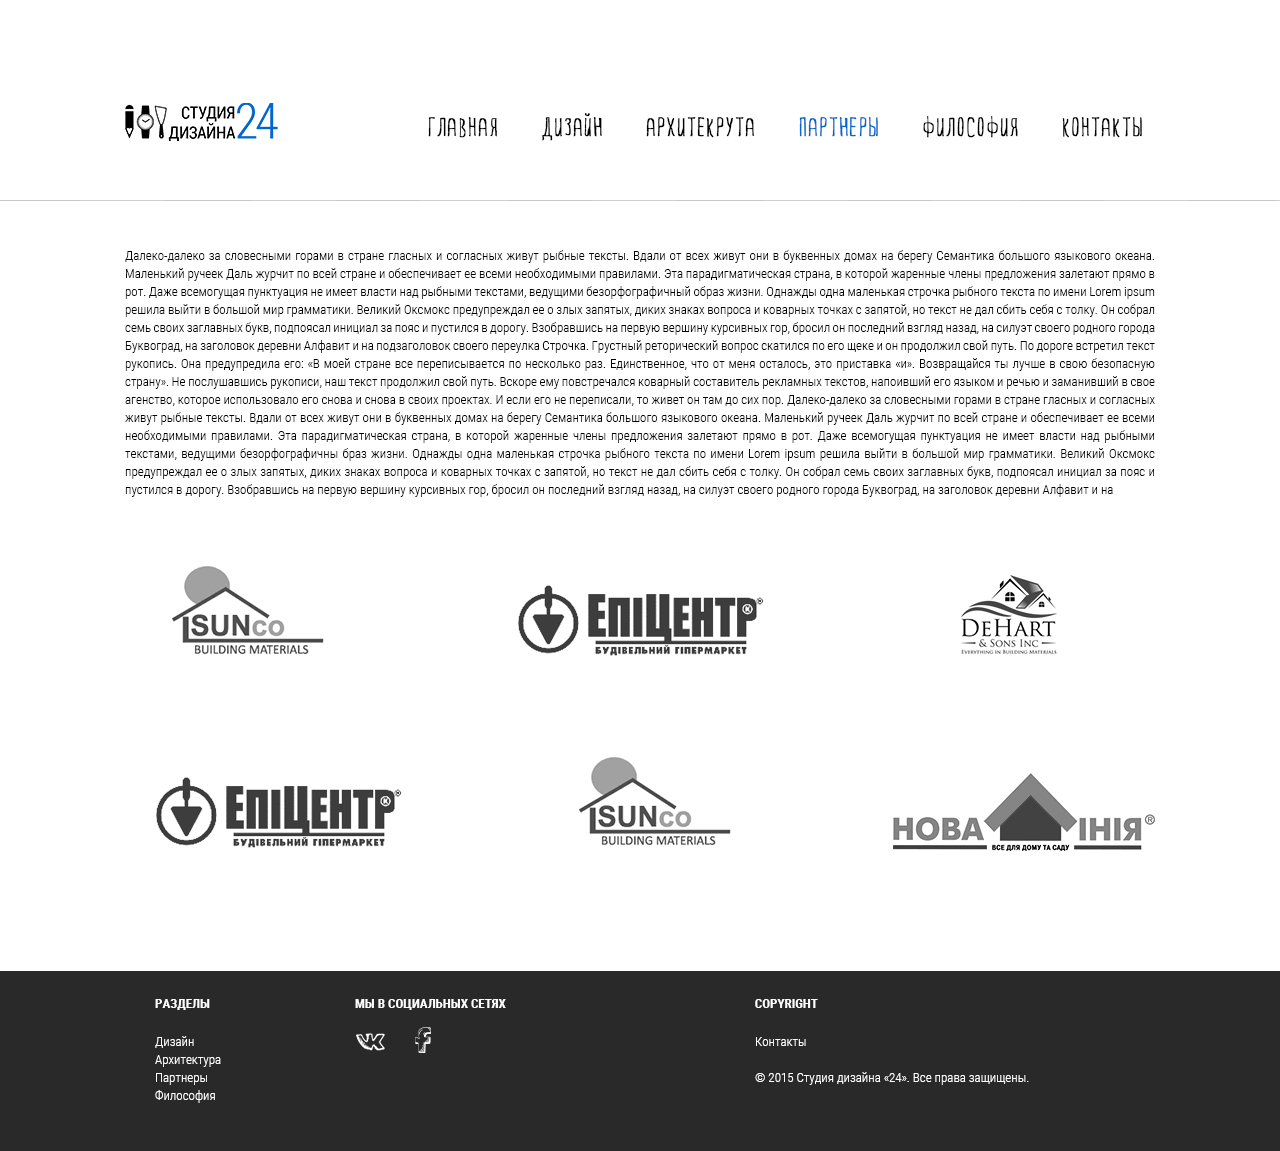 СТУДИЯ
ДИЗАЙНА 24
ГЛАВНАЯ ДИЗАЙН АРХИТЕКРУТА ПАРТНЕРЫ ФИЛОСОФИЯ КОНТАКТЫ
Далеко-далеко за словесными горами в стране гласных и согласных живут рыбные тексты. Вдали от всех живут они в буквенных домах на берегу Семантика большого языкового океана.
Маленький ручеек Даль журчит по всей стране и обеспечивает ее всеми необходимыми правилами. Эта парадигматическая страна, в которой жаренные члены предложения залетают прямо в
рот. Даже всемогущая пунктуация не имеет власти над рыбными текстами, ведущими безорфографичный образ жизни. Однажды одна маленькая строчка рыбного текста по имени Lorem ipsum
решила выйти в большой мир грамматики. Великий Оксмокс предупреждал ее о злых запятых, диких знаках вопроса и коварных точках с запятой, но текст не дал сбить себя с толку. Он собрал
семь своих заглавных букв, подпоясал инициал за пояс и пустился в дорогу. Взобравшись на первую вершину курсивных гор, бросил он последний взгляд назад, на силуэт своего родного города
Буквоград, на заголовок деревни Алфавит и на подзаголовок своего переулка Строчка. Грустный реторический вопрос скатился по его щеке и он продолжил свой путь. По дороге встретил текст
рукопись. Она предупредила его: «В моей стране все переписывается по несколько раз. Единственное, что от меня осталось, это приставка «и». Возвращайся ты лучше в свою безопасную
страну». Не послушавшись рукописи, наш текст продолжил свой путь. Вскоре ему повстречался коварный составитель рекламных текстов, напоивший его языком и речью и заманивший в свое
агенство, которое использовало его снова и снова в своих проектах. И если его не переписали, то живет он там до сих пор. Далеко-далеко за словесными горами в стране гласных и согласных
живут рыбные тексты. Вдали от всех живут они в буквенных домах на берегу Семантика большого языкового океана. Маленький ручеек Даль журчит по всей стране и обеспечивает ее всеми
необходимыми правилами. Эта парадигматическая страна, в которой жаренные члены предложения залетают прямо в рот. Даже всемогущая пунктуация не имеет власти над рыбными
текстами, ведущими безорфографичны браз жизни. Однажды одна маленькая строчка рыбного текста по имени Lorem ipsum решила выйти в большой мир грамматики. Великий Оксмокс
предупреждал ее о злых запятых, диких знаках вопроса и коварных точках с запятой, но текст не дал сбить себя с толку. Он собрал семь своих заглавных букв, подпоясал инициал за пояс и
пустился в дорогу. Взобравшись на первую вершину курсивных гор, бросил он последний взгляд назад, на силуэт своего родного города Буквоград, на заголовок деревни Алфавит и на
SUNCO
BUILDING MATERIALS
ЕПІЦЕНТР®
БУДІВЕЛЬНИЙ ГІПЕРМАРКЕТ
DEHART
& SONS INC
EVERYTHING IN BUILDING MATERIALS
ЕПІЦЕНТР®
БУДІВЕЛЬНИЙ ГІПЕРМАРКЕТ
SUNCO
BUILDING MATERIALS
НОВА ІНІЯ®
ВСЕ ДЛЯ ДОМУ ТА САДУ
РАЗДЕЛЫ
Дизайн
Архитектура
Партнеры
Философия
МЫ В СОЦИАЛЬНЫХ СЕТЯХ
COPYRIGHT
Контакты
© 2015 Студия дизайна «24». Все права защищены.